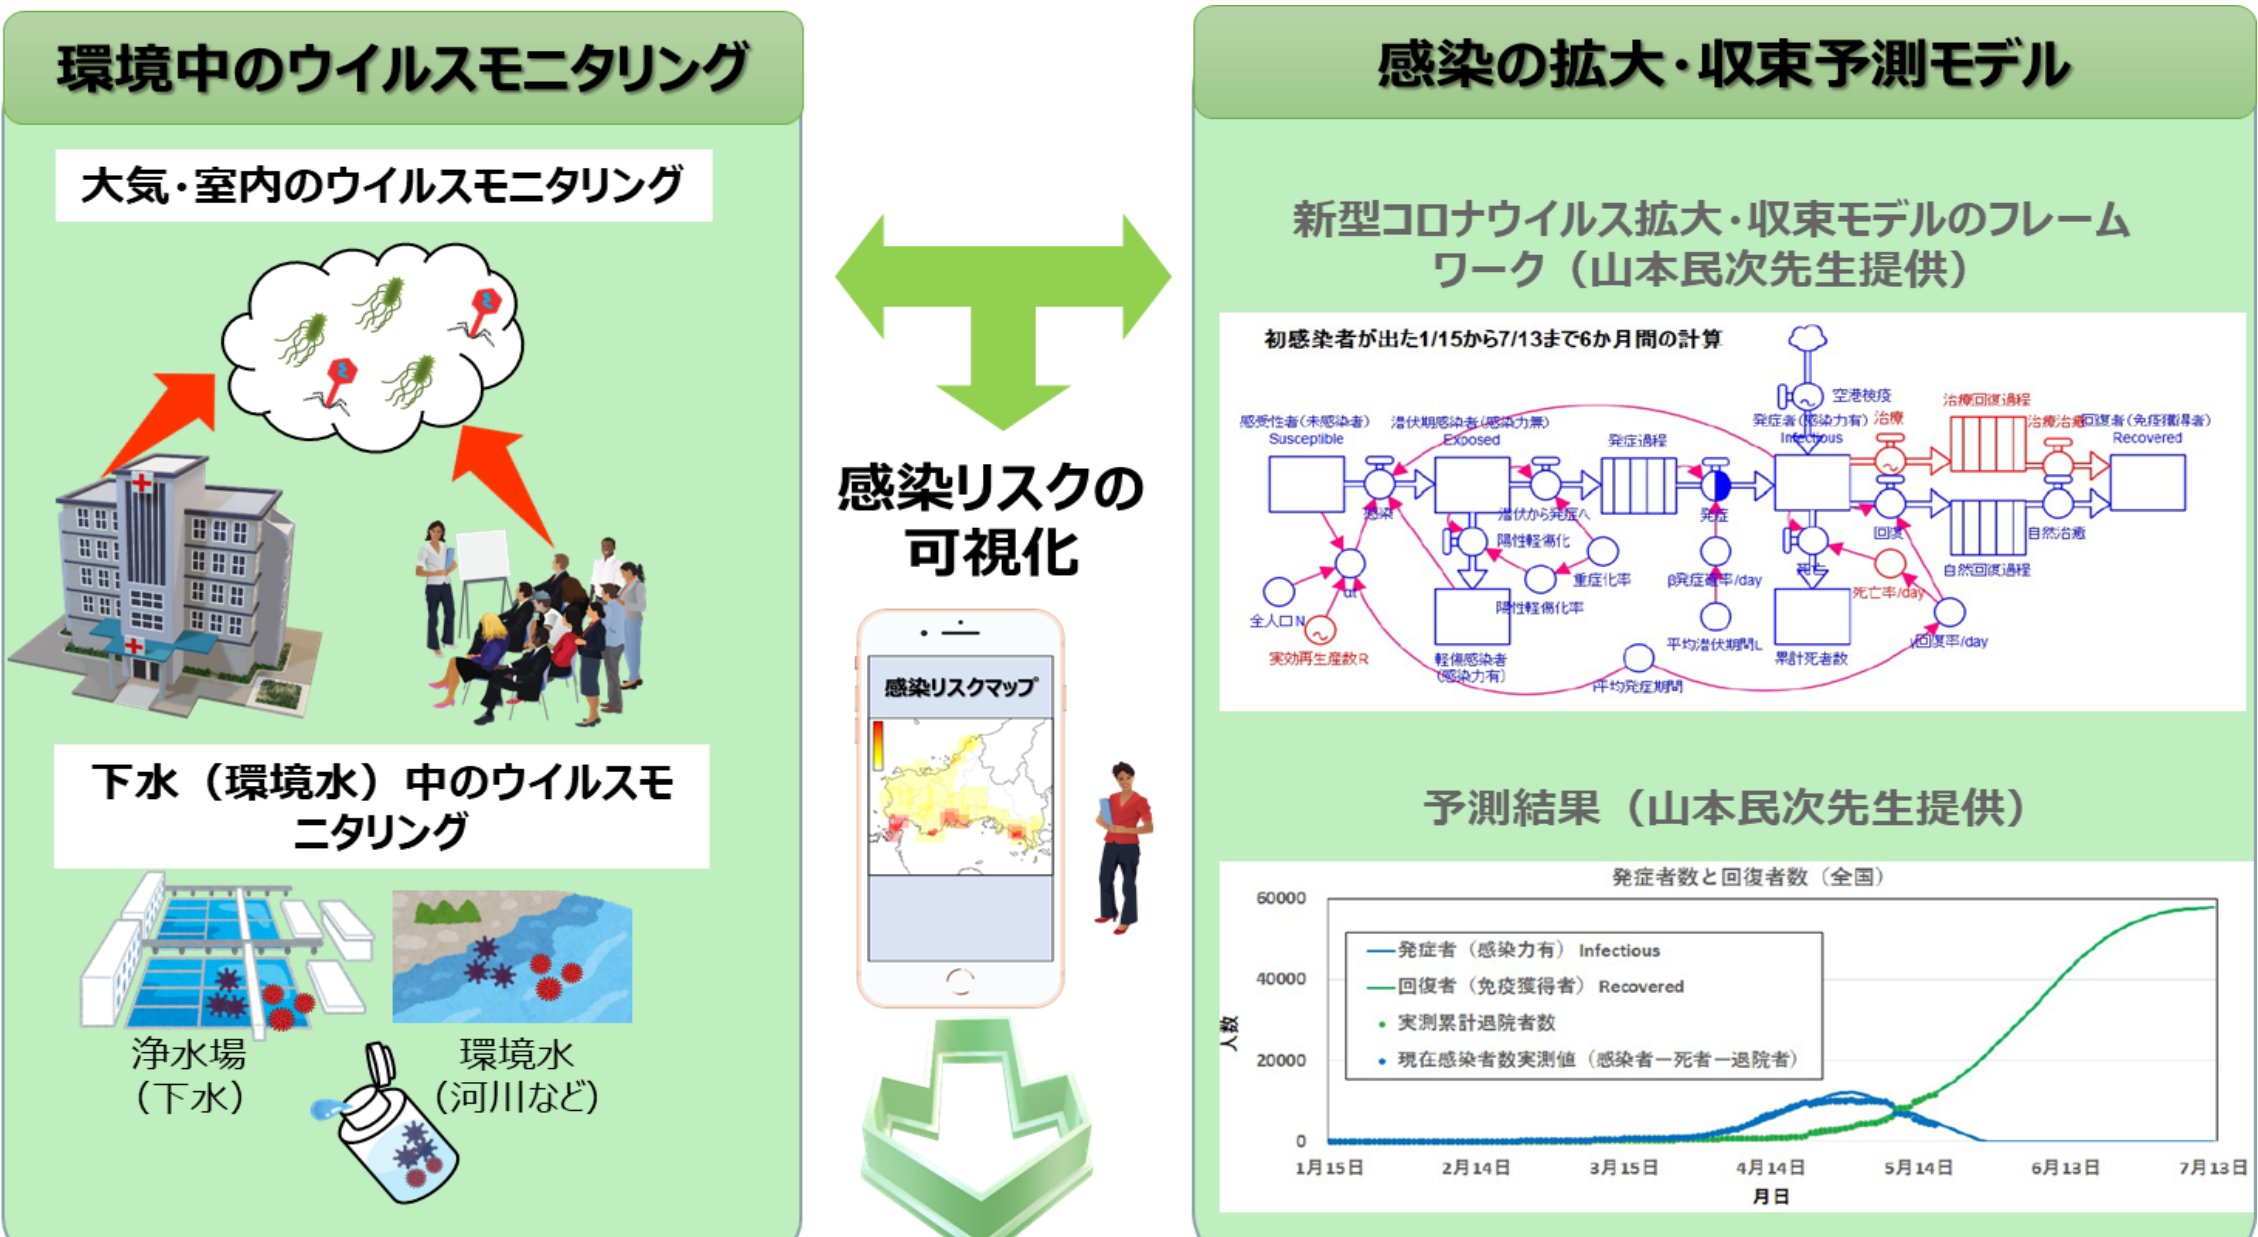 環境中のウイルスモニタリング
大気・室内のウイルスモニタリング
下水（環境水）中のウイルスモ
ニタリング
浄水場
（下水）
環境水
（河川など）
感染リスクの
可視化
感染リスクマップ
感染の拡大・収束予測モデル
新型コロナウイルス拡大・収束モデルのフレーム
ワーク（山本民次先生提供）
初感染者が出た1/15から7/13まで6か月間の計算
空港検疫
感受性者(未感染者)
Susceptible
潜伏期感染者(感染力無)
Exposed
発症過程
発症者(感染力有)
Infectious
治療
治療回復過程
治療治癒
回復者(免疫獲得者)
Recovered
感染
潜伏から発症へ
発症
回復
自然治癒
陽性軽傷化
重症化率
陽性軽傷化率
β発症確率/day
死亡
死亡率/day
自然回復過程
全人口N
αt
実効再生産数R
軽傷感染者
(感染力有)
平均発症期間
平均潜伏期間L
累計死者数
γ回復率/day
予測結果（山本民次先生提供）
発症者数と回復者数（全国）
60000
40000
20000
0
人数
発症者（感染力有） Infectious
回復者（免疫獲得者） Recovered
実測累計退院者数
現在感染者数実測値（感染者ー死者ー退院者）
1月15日 2月14日 3月15日 4月14日 5月14日 6月13日 7月13日
月日